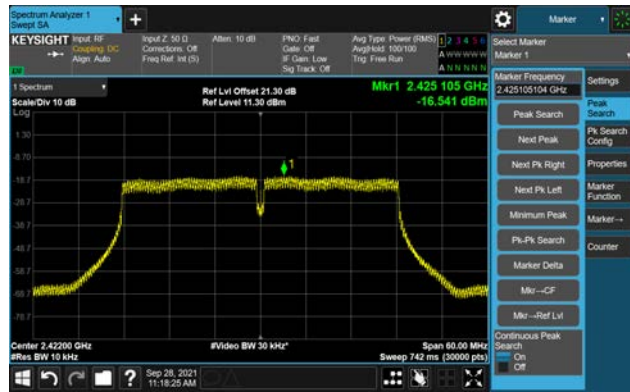 Spectrum Analyzer 1
Swept SA
Marker
KEYSIGHT
Input: RF
Coupling: DC
Align: Auto
Input Z: 50 Ω
Corrections: Off
Freq Ref: Int (S)
Atten: 10 dB
PNO: Fast
Gate: Off
IF Gain: Low
Sig Track: Off
Avg Type: Power (RMS)
Avg|Hold: 100/100
Trig: Free Run
1 2 3 4 5 6
A W W W W W
A N N N N N
Select Marker
Marker 1
LXI
1 Spectrum
Scale/Div 10 dB
Ref Lvl Offset 21.30 dB
Ref Level 11.30 dBm
Mkr1 2.425 105 GHz
-16.541 dBm
Log
1.30
-8.70
-18.7
-28.7
-38.7
-48.7
-58.7
-68.7
-78.7
1
Center 2.42200 GHz
#Res BW 10 kHz
#Video BW 30 kHz*
Span 60.00 MHz
Sweep 742 ms (30000 pts)
Marker Frequency
2.425105104 GHz
Peak Search
Next Peak
Next Pk Right
Next Pk Left
Minimum Peak
Pk-Pk Search
Marker Delta
Mkr→CF
Mkr→Ref Lvl
Continuous Peak
Search
On
Off
Settings
Peak
Search
Pk Search
Config
Properties
Marker
Function
Marker→
Counter
?
Sep 28, 2021
11:18:25 AM